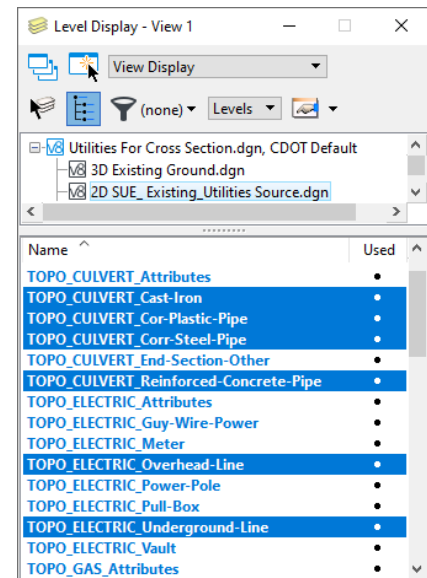 Level Display - View 1
View Display
(none) Levels
Utilities For Cross Section.dgn, CDOT Default
3D Existing Ground.dgn
2D SUE_ Existing_Utilities Source.dgn
Name Used
TOPO_CULVERT_Attributes
TOPO_CULVERT_Cast-Iron
TOPO_CULVERT_Cor-Plastic-Pipe
TOPO_CULVERT_Corr-Steel-Pipe
TOPO_CULVERT_End-Section-Other
TOPO_CULVERT_Reinforced-Concrete-Pipe
TOPO_ELECTRIC_Attributes
TOPO_ELECTRIC_Guy-Wire-Power
TOPO_ELECTRIC_Meter
TOPO_ELECTRIC_Overhead-Line
TOPO_ELECTRIC_Power-Pole
TOPO_ELECTRIC_Pull-Box
TOPO_ELECTRIC_Underground-Line
TOPO_ELECTRIC_Vault
TOPO_GAS_Attributes